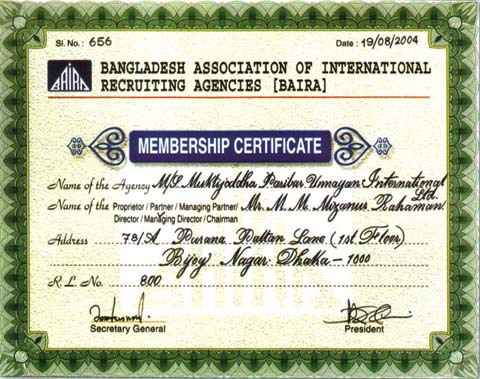 Sl. No.: 656 Date : 19/08/2004
BAIRA
BANGLADESH ASSOCIATION OF INTERNATIONAL
RECRUITING AGENCIES [BAIRA]
MEMBERSHIP CERTIFICATE
Name of the Agency M/S. Muktijoddha Paribar Unnayan International Ltd.
Name of the Proprietor / Partner / Managing Partner/ Mr. M. M. Mizanur Rahaman
Director / Managing Director / Chairman
Address 78/A Purana Paltan Lane (1st Floor)
Bijoy Nagar Dhaka - 1000
R. L. No. 800
Secretary General President